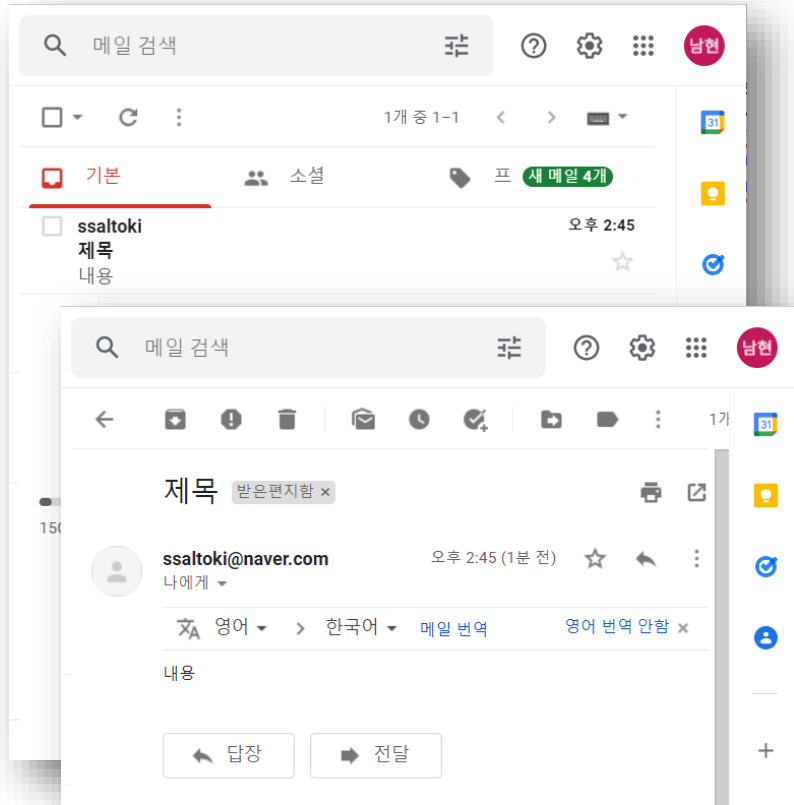 메일 검색
남현
1개 중 1–1
31
기본
소셜
프
새 메일 4개
ssaltoki
오후 2:45
제목
내용
메일 검색
남현
31
제목
받은편지함 ×
ssaltoki@naver.com
오후 2:45 (1분 전)
나에게
영어 > 한국어
메일 번역
영어 번역 안함 ×
내용
답장
전달